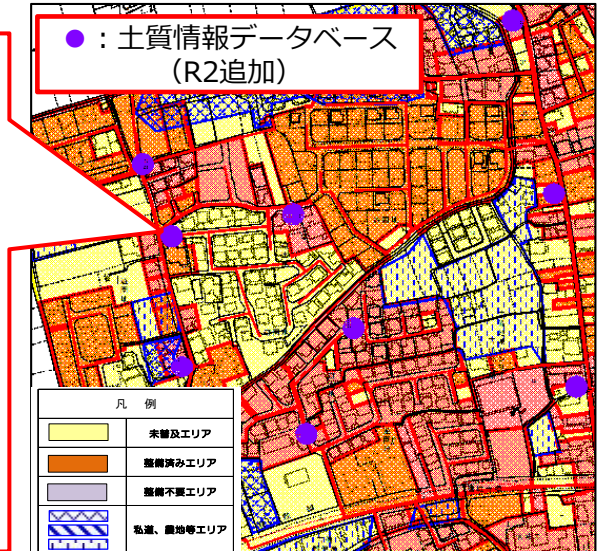 ●：土質情報データベース
（R2追加）
凡　例
未普及エリア
整備済みエリア
整備不要エリア
私道、農地等エリア